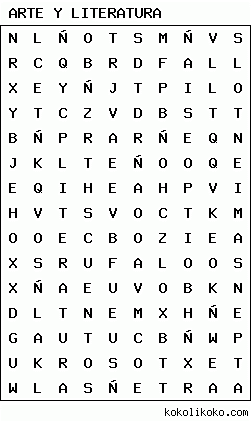 ARTE Y LITERATURA
N L Ñ O T S M Ñ V S
R C Q B R D F A L L
X E Y Ñ J T P I L O
Y T C Z V D B S T T
B Ñ P R A R Ñ E Q N
J K L T E Ñ O O Q E
E Q I H E A H P V I
H V T S V O C T K M
O O E C B O Z I E A
X S R U F A L O O S
X Ñ A E U V O B K N
D L T N E M X H Ñ E
G A U T U C B Ñ W P
U K R O S O T X E T
W L A S Ñ E T R A A
kokolikoko.com